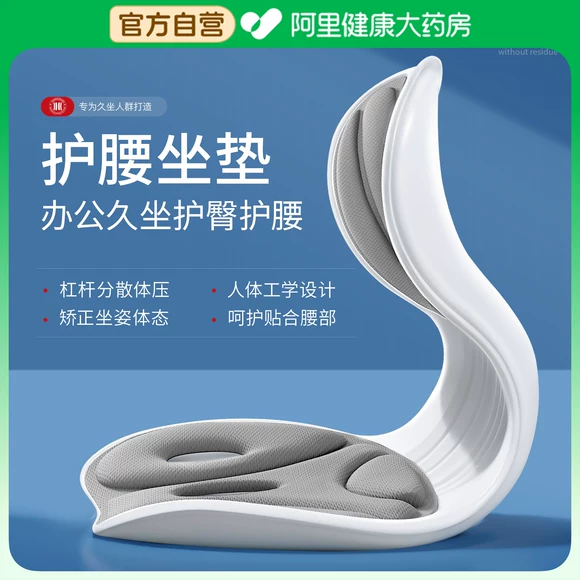 官方自营 阿里健康大药房
without residue
专为久坐人群打造
护腰坐垫
办公久坐护臀护腰
• 杠杆分散体压 • 人体工学设计
• 矫正坐姿体态 • 呵护贴合腰部